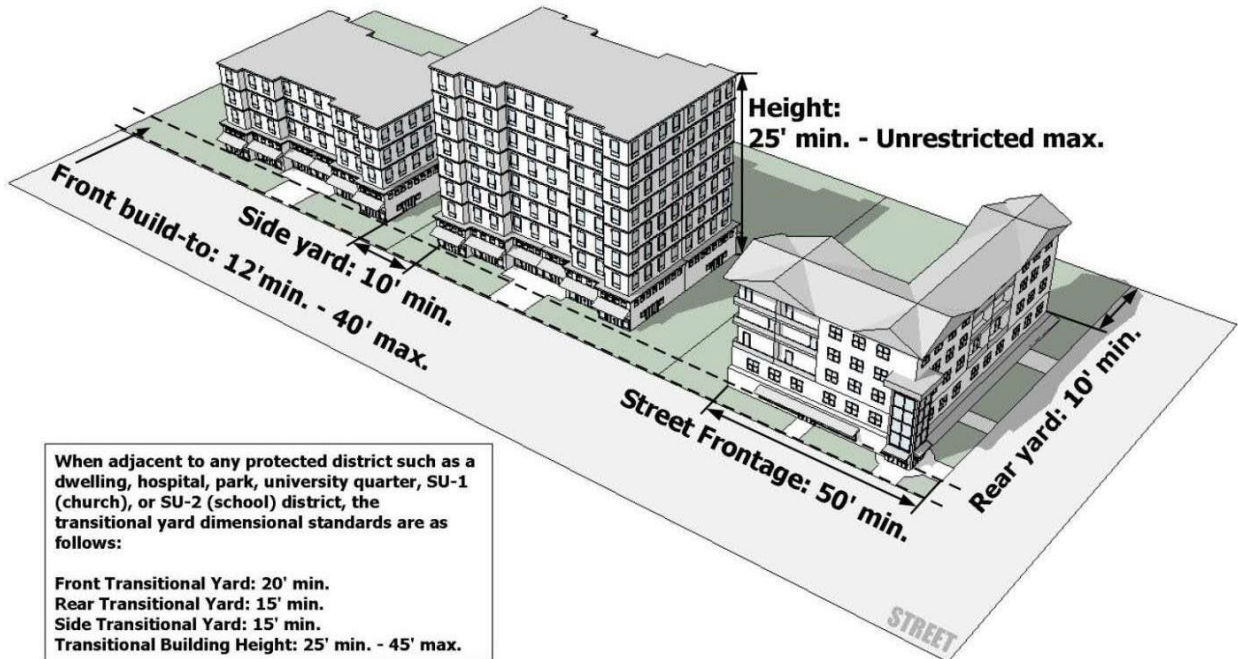 Height:
25' min. - Unrestricted max.
Front build-to: 12'min. - 40' max.
Side yard: 10' min.
Street Frontage: 50' min.
Rear yard: 10' min.
STREET
When adjacent to any protected district such as a
dwelling, hospital, park, university quarter, SU-1
(church), or SU-2 (school) district, the
transitional yard dimensional standards are as
follows:
Front Transitional Yard: 20' min.
Rear Transitional Yard: 15' min.
Side Transitional Yard: 15' min.
Transitional Building Height: 25' min. - 45' max.